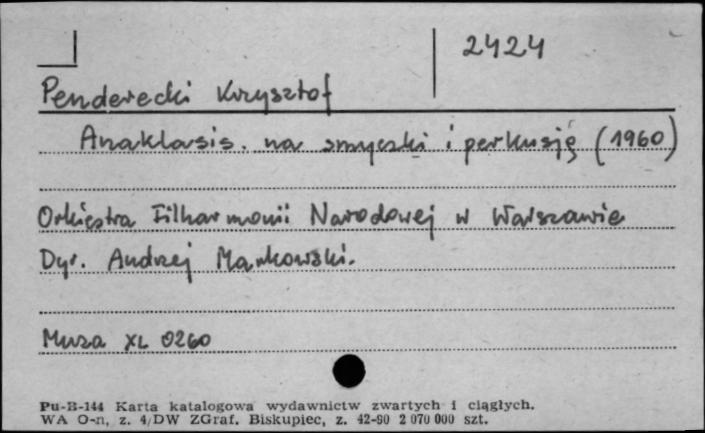 2424
Penderecki Krzysztof
Anaklasis. na smyczki i perkusję (1960)
Orkiestra Filharmonii Narodowej w Warszawie
Dyr. Andrzej Markowski.
Muza XL 0260
Pu-B-144 Karta katalogowa wydawnictw zwartych i ciągłych.
WA O-n, z. 4/DW ZGraf. Biskupiec, z. 42-90 2 070 000 szt.